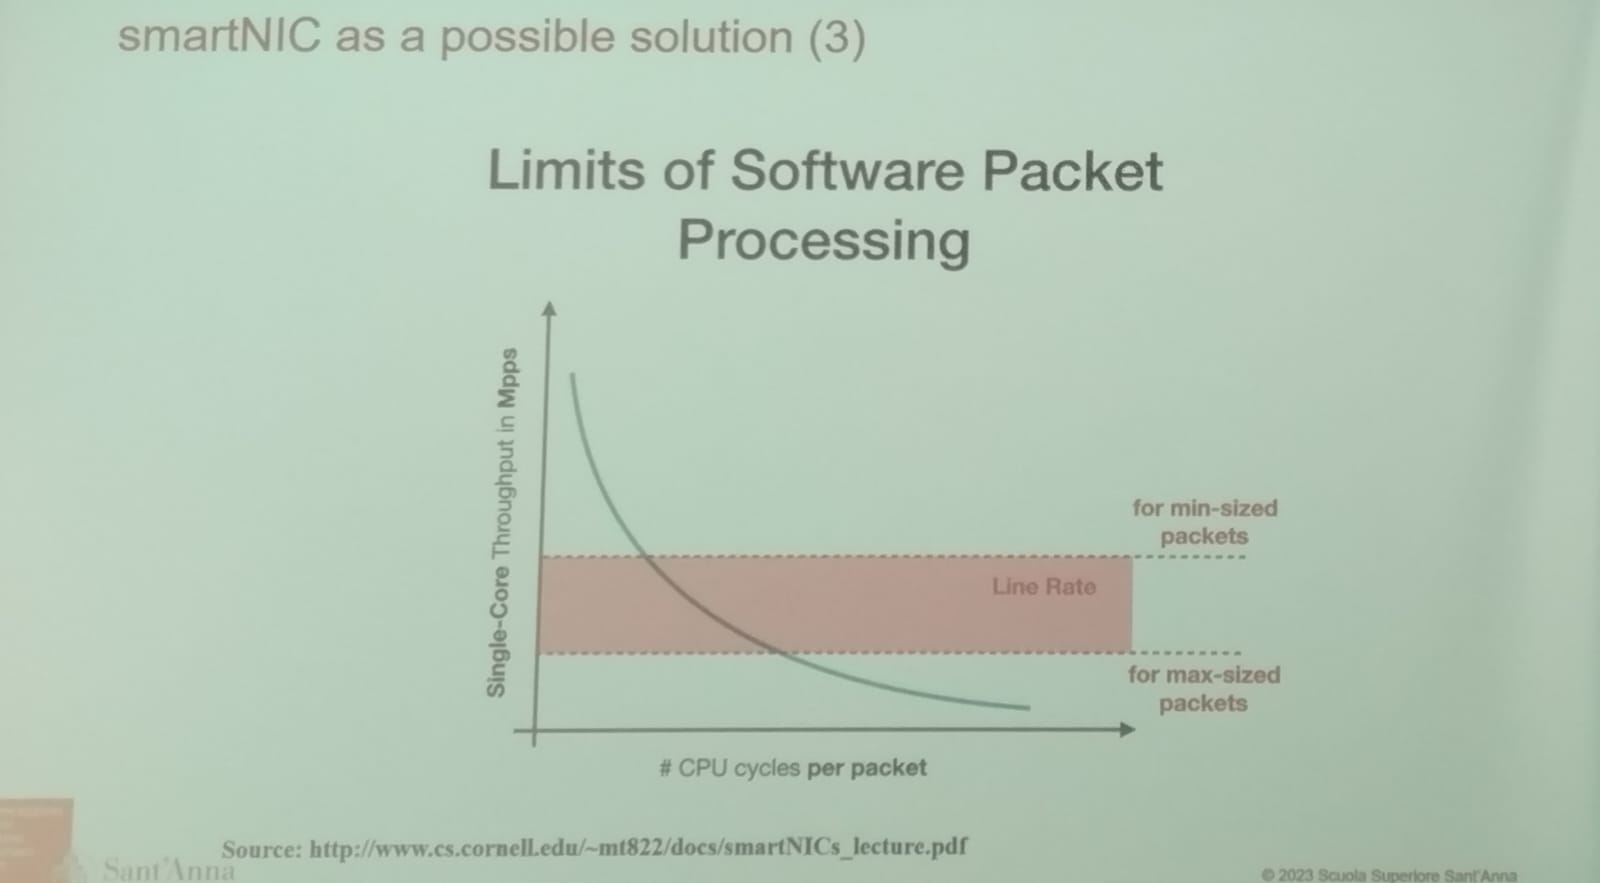 smartNIC as a possible solution (3)
Limits of Software Packet
Processing
Single-Core Throughput in Mpps
for min-sized
packets
Line Rate
for max-sized
packets
# CPU cycles per packet
Source: http://www.cs.cornell.edu/~mt822/docs/smartNICs_lecture.pdf
Sant'Anna
© 2023 Scuola Superiore Sant'Anna